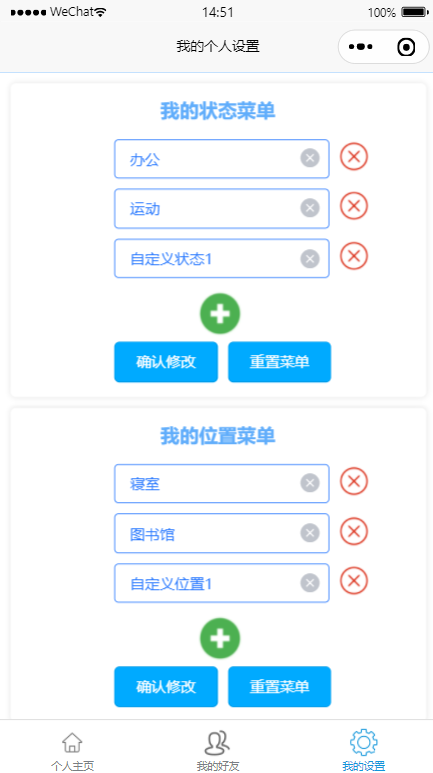 WeChat 14:51 100%
我的个人设置
我的状态菜单
办公
运动
自定义状态1
确认修改 重置菜单
我的位置菜单
寝室
图书馆
自定义位置1
确认修改 重置菜单
个人主页 我的好友 我的设置